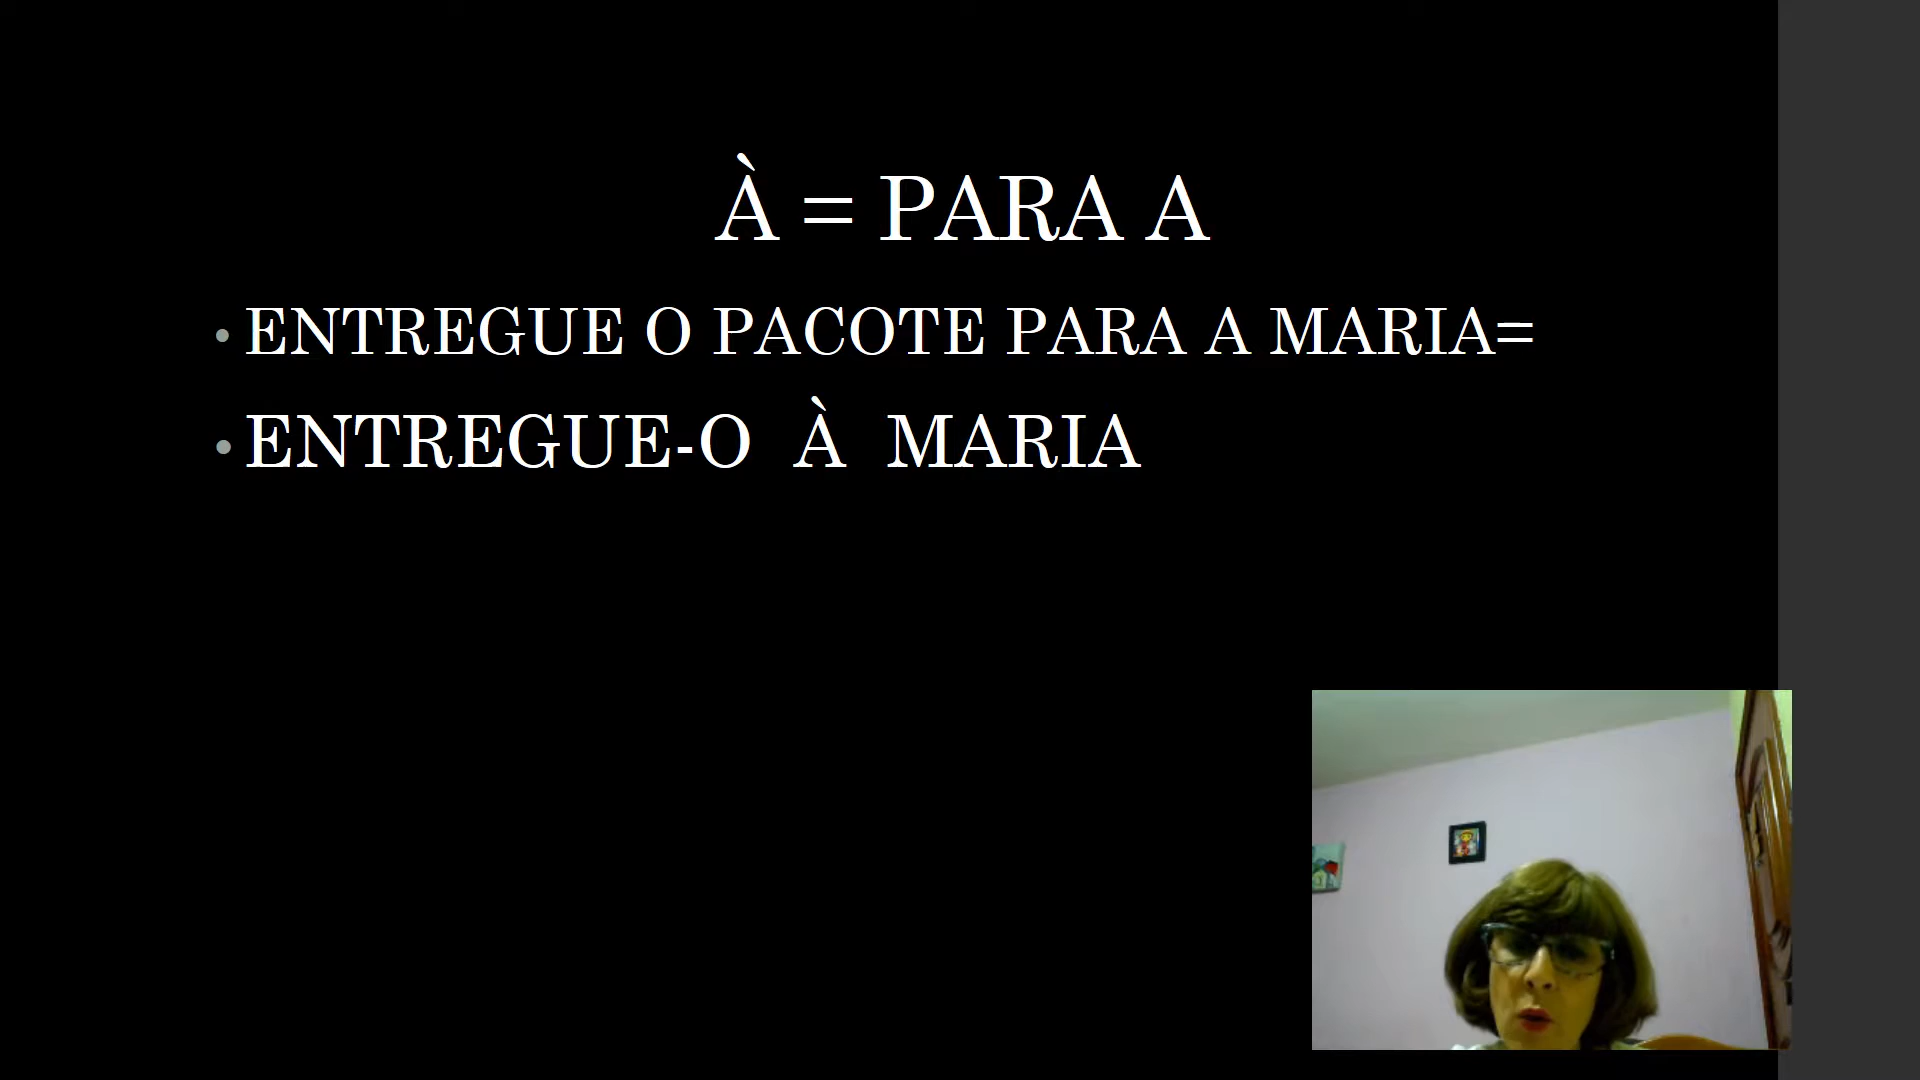 À = PARA A
• ENTREGUE O PACOTE PARA A MARIA=
• ENTREGUE-O À MARIA